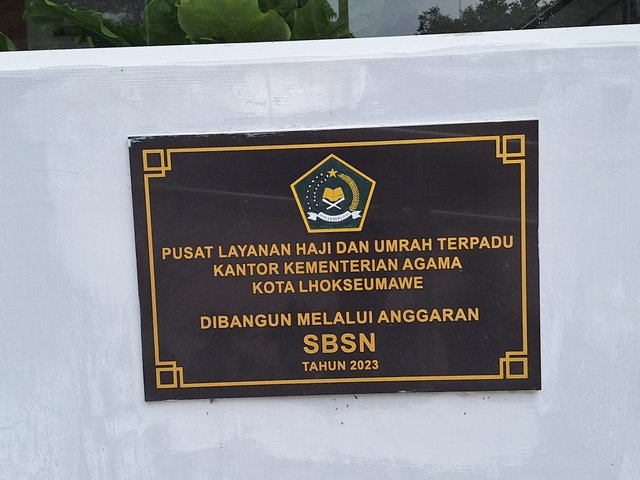 PUSAT LAYANAN HAJI DAN UMRAH TERPADU
KANTOR KEMENTERIAN AGAMA
KOTA LHOKSEUMAWE
DIBANGUN MELALUI ANGGARAN
SBSN
TAHUN 2023